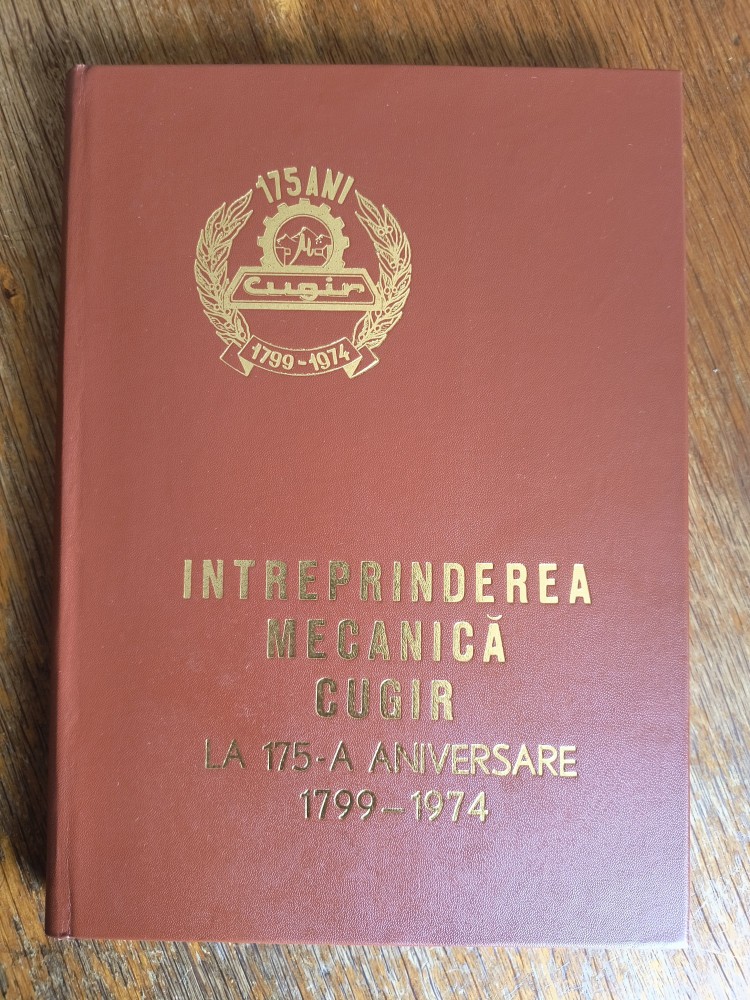 175 ANI
Cugir
1799-1974
INTREPRINDEREA
MECANICĂ
CUGIR
LA 175-A ANIVERSARE
1799-1974